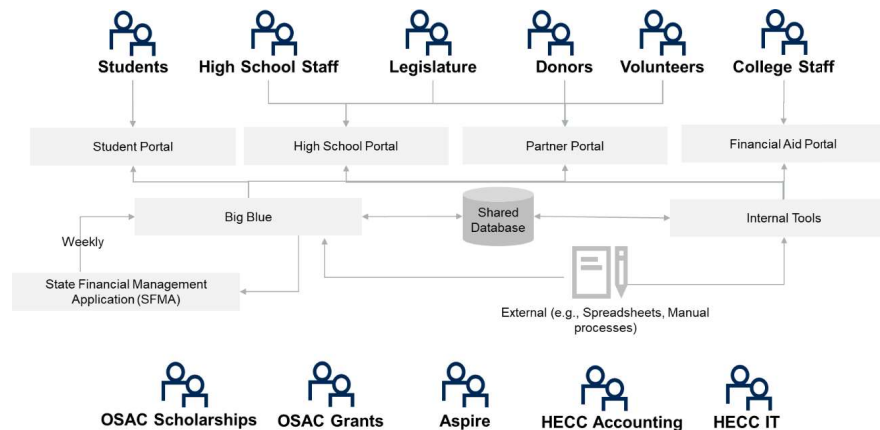 Students
High School Staff
Legislature
Donors
Volunteers
College Staff
Student Portal
High School Portal
Partner Portal
Financial Aid Portal
Big Blue
Shared
Database
Internal Tools
Weekly
State Financial Management
Application (SFMA)
External (e.g., Spreadsheets, Manual
processes)
OSAC Scholarships
OSAC Grants
Aspire
HECC Accounting
HECC IT